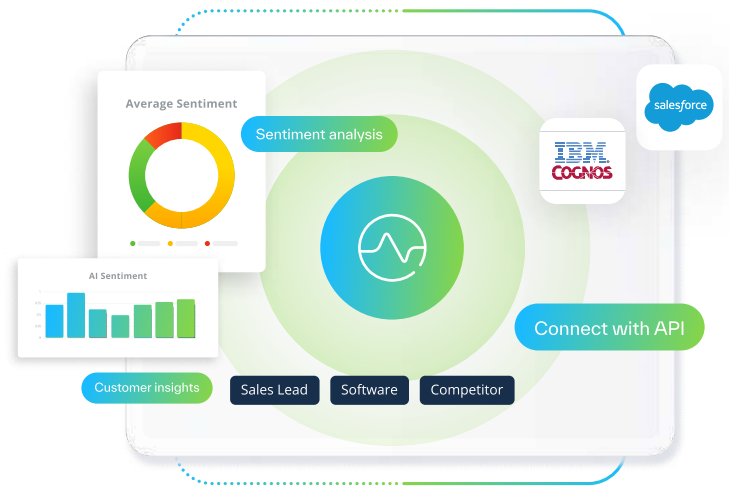 Average Sentiment
Sentiment analysis
salesforce
IBM.
COGNOS
AI Sentiment
Connect with API
Customer insights
Sales Lead
Software
Competitor